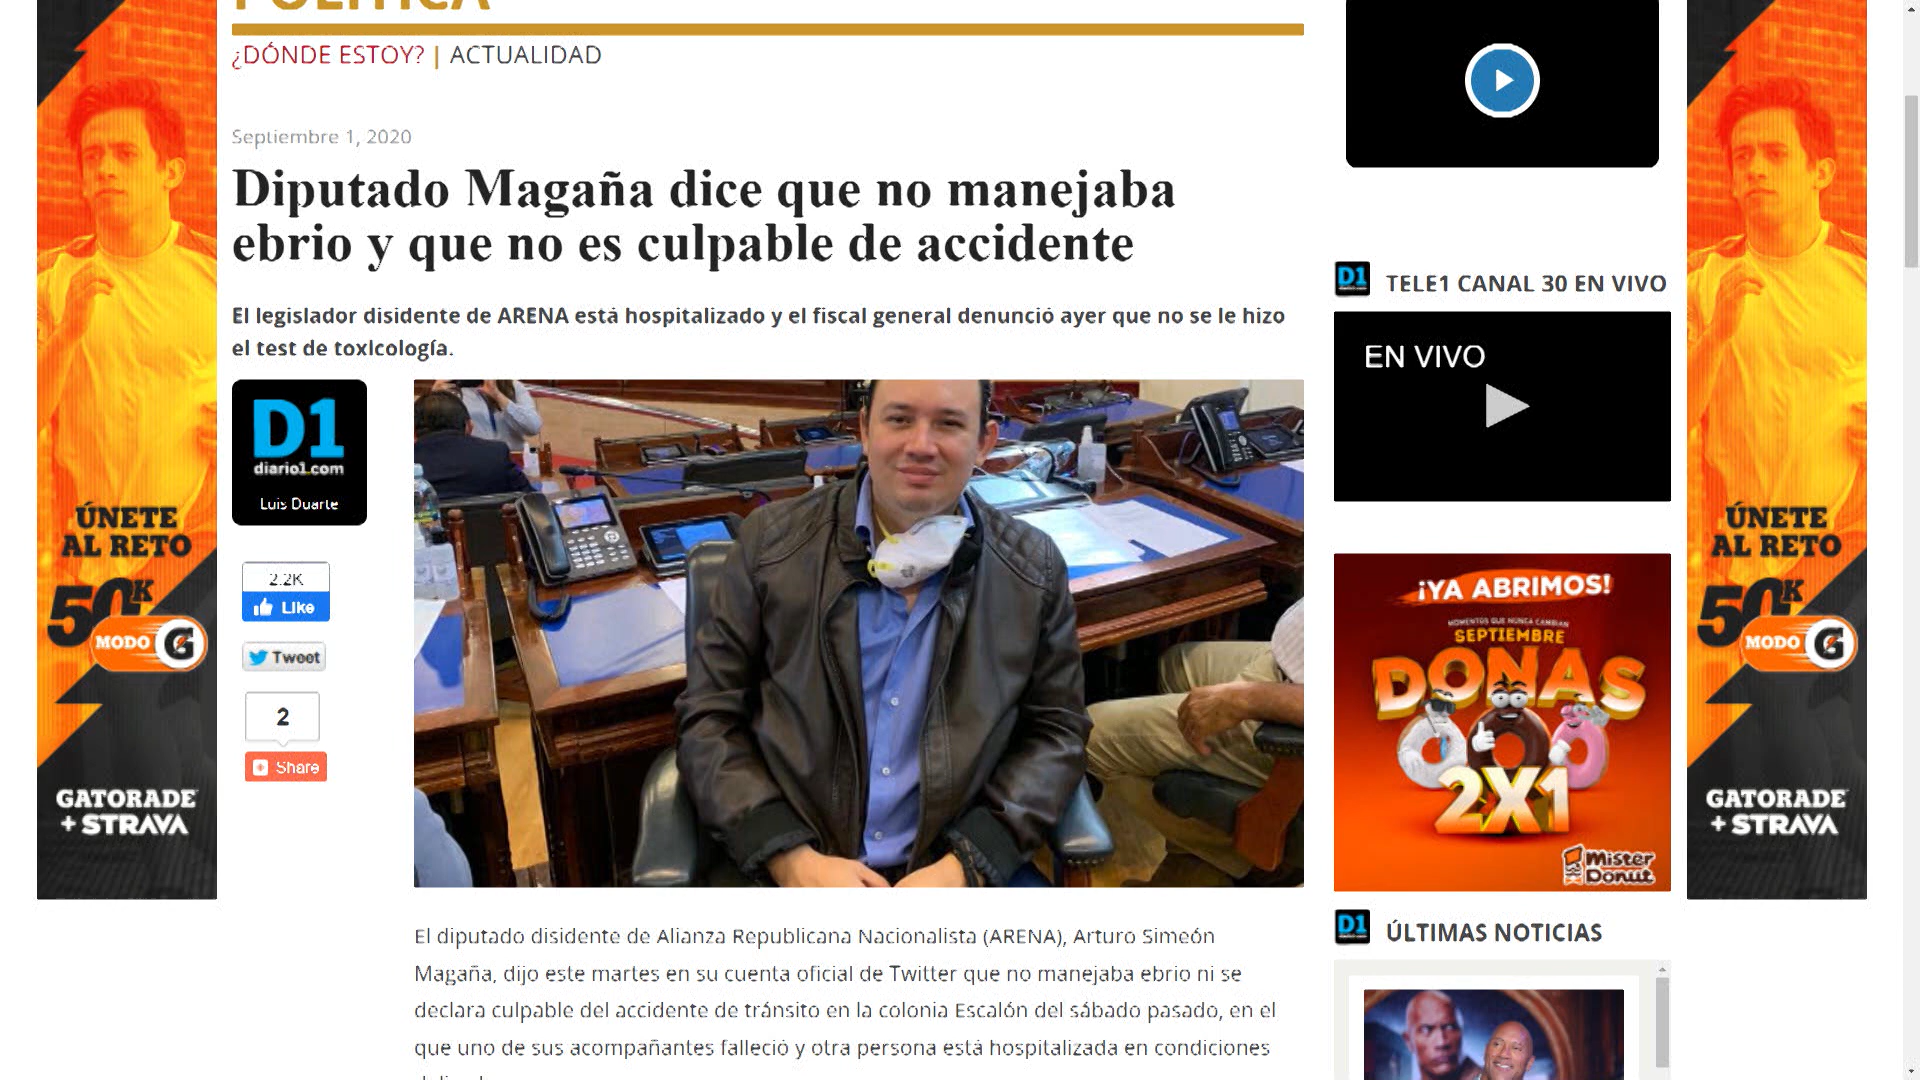 POLÍTICA
¿DÓNDE ESTOY? | ACTUALIDAD
Septiembre 1, 2020
Diputado Magaña dice que no manejaba
ebrio y que no es culpable de accidente
El legislador disidente de ARENA está hospitalizado y el fiscal general denunció ayer que no se le hizo
el test de toxicología.
D1
diario1.com
Luis Duarte
2.2K
Like
Tweet
2
Share
El diputado disidente de Alianza Republicana Nacionalista (ARENA), Arturo Simeón
Magaña, dijo este martes en su cuenta oficial de Twitter que no manejaba ebrio ni se
declara culpable del accidente de tránsito en la colonia Escalón del sábado pasado, en el
que uno de sus acompañantes falleció y otra persona está hospitalizada en condiciones
ÚNETE
AL RETO
50K
MODO G
GATORADE
+ STRAVA
D1
TELE1 CANAL 30 EN VIVO
EN VIVO
¡YA ABRIMOS!
MOMENTOS QUE NUNCA CAMBIAN
SEPTIEMBRE
DONAS
2X1
Mister
Donut
D1
ÚLTIMAS NOTICIAS
ÚNETE
AL RETO
50K
MODO G
GATORADE
+ STRAVA